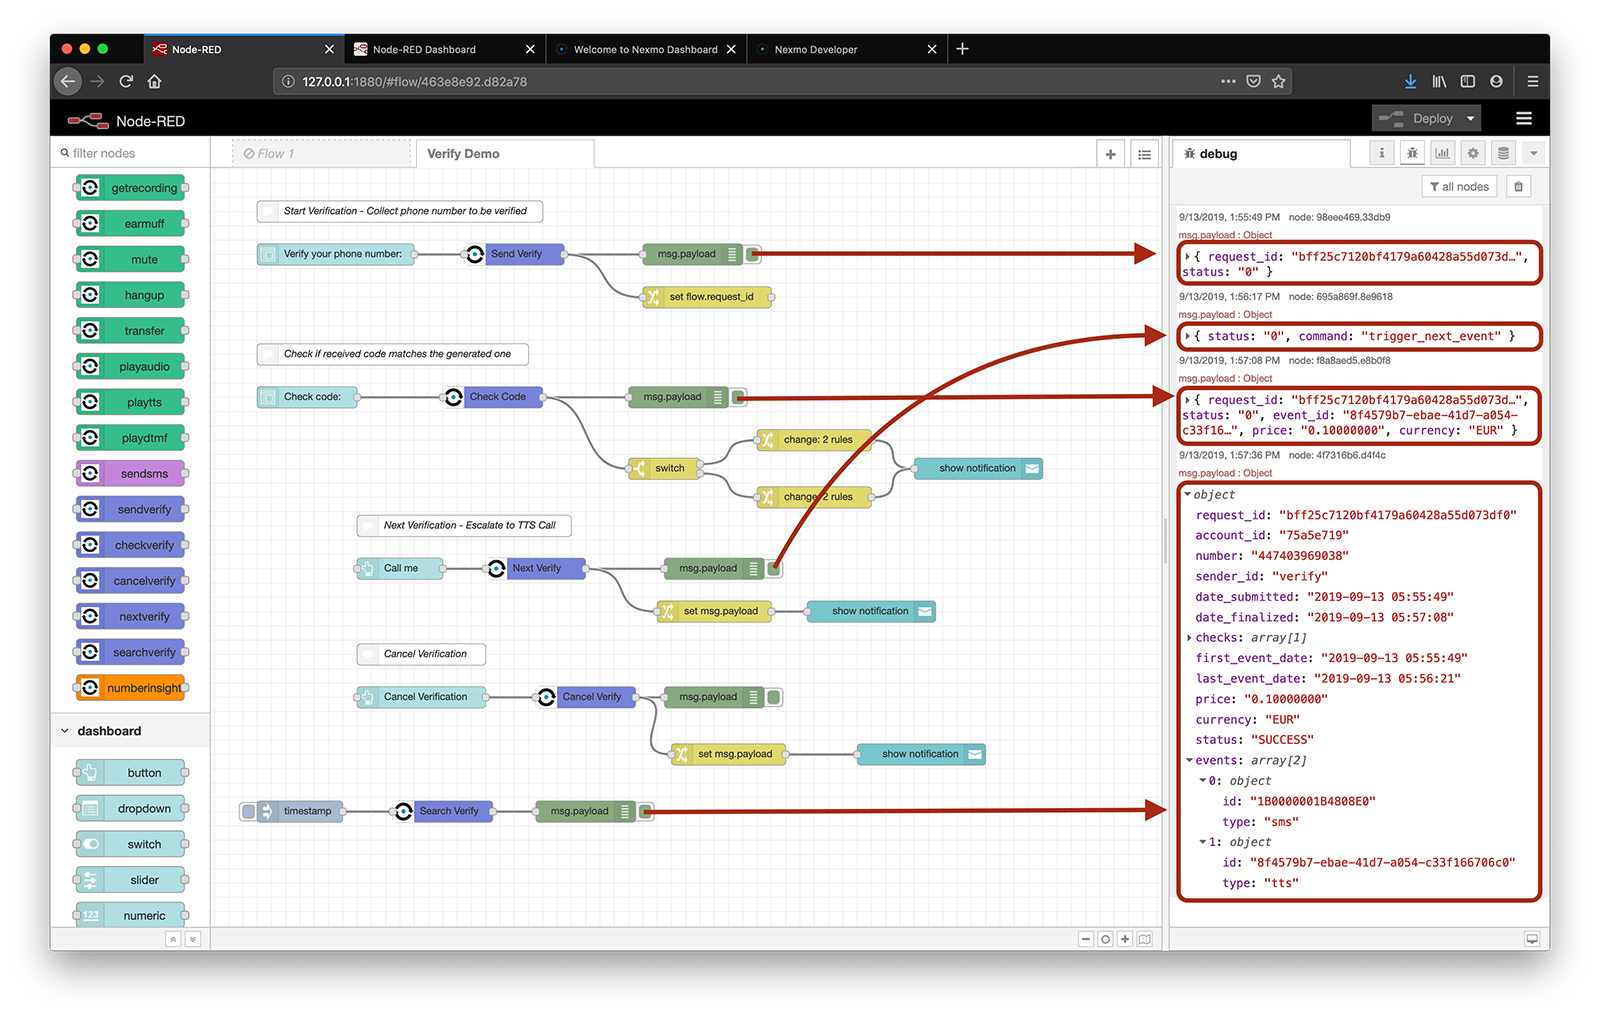 Node-RED
Node-RED Dashboard
Welcome to Nexmo Dashboard
Nexmo Developer
127.0.0.1:1880/#flow/463e8e92.d82a78
Node-RED
Deploy
filter nodes
Flow 1
Verify Demo
debug
all nodes
getrecording
earmuff
mute
hangup
transfer
playaudio
playtts
playdtmf
sendsms
sendverify
checkverify
cancelverify
nextverify
searchverify
numberinsight
dashboard
button
dropdown
switch
slider
123 numeric
Start Verification - Collect phone number to be verified
Verify your phone number:
Send Verify
msg.payload
set flow.request_id
Check if received code matches the generated one
Check code:
Check Code
msg.payload
change: 2 rules
switch
show notification
change: 2 rules
Next Verification - Escalate to TTS Call
Call me
Next Verify
msg.payload
set msg.payload
show notification
Cancel Verification
Cancel Verification
Cancel Verify
msg.payload
set msg.payload
show notification
timestamp
Search Verify
msg.payload
9/13/2019, 1:55:49 PM node: 98eee469.33db9
msg.payload : Object
{ request_id: "bff25c7120bf4179a60428a55d073d…",
status: "0" }
9/13/2019, 1:56:17 PM node: 695a869f.8e9618
msg.payload : Object
{ status: "0", command: "trigger_next_event" }
9/13/2019, 1:57:08 PM node: f8a8aed5.e8b0f8
msg.payload : Object
{ request_id: "bff25c7120bf4179a60428a55d073d…",
status: "0", event_id: "8f4579b7-ebae-41d7-a054-
c33f16…", price: "0.10000000", currency: "EUR" }
9/13/2019, 1:57:36 PM node: 4f7316b6.d4f4c
msg.payload : Object
object
request_id: "bff25c7120bf4179a60428a55d073df0"
account_id: "75a5e719"
number: "447403969038"
sender_id: "verify"
date_submitted: "2019-09-13 05:55:49"
date_finalized: "2019-09-13 05:57:08"
checks: array[1]
first_event_date: "2019-09-13 05:55:49"
last_event_date: "2019-09-13 05:56:21"
price: "0.10000000"
currency: "EUR"
status: "SUCCESS"
events: array[2]
0: object
id: "1B0000001B4808E0"
type: "sms"
1: object
id: "8f4579b7-ebae-41d7-a054-c33f166706c0"
type: "tts"